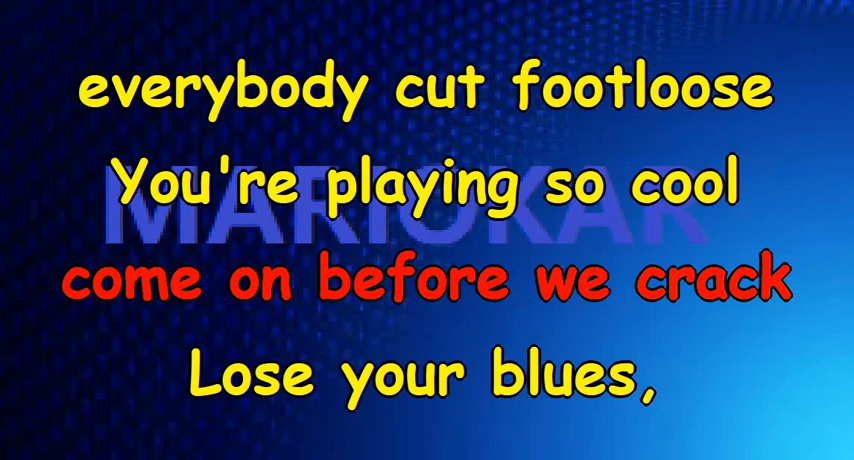 everybody cut footloose
You're playing so cool
MARIOKAR
come on before we crack
Lose your blues,